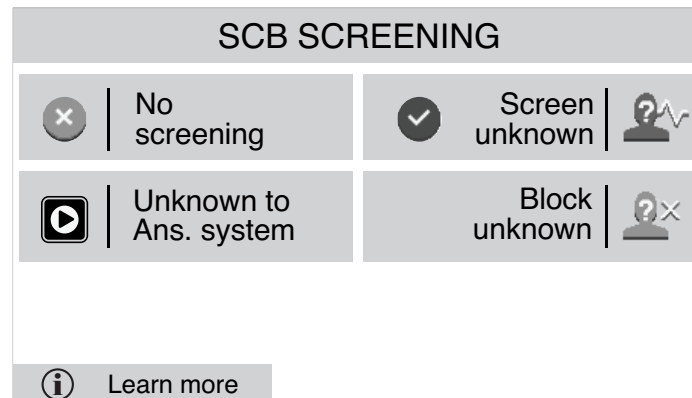 SCB SCREENING
No
screening
Screen
unknown
Unknown to
Ans. system
Block
unknown
Learn more